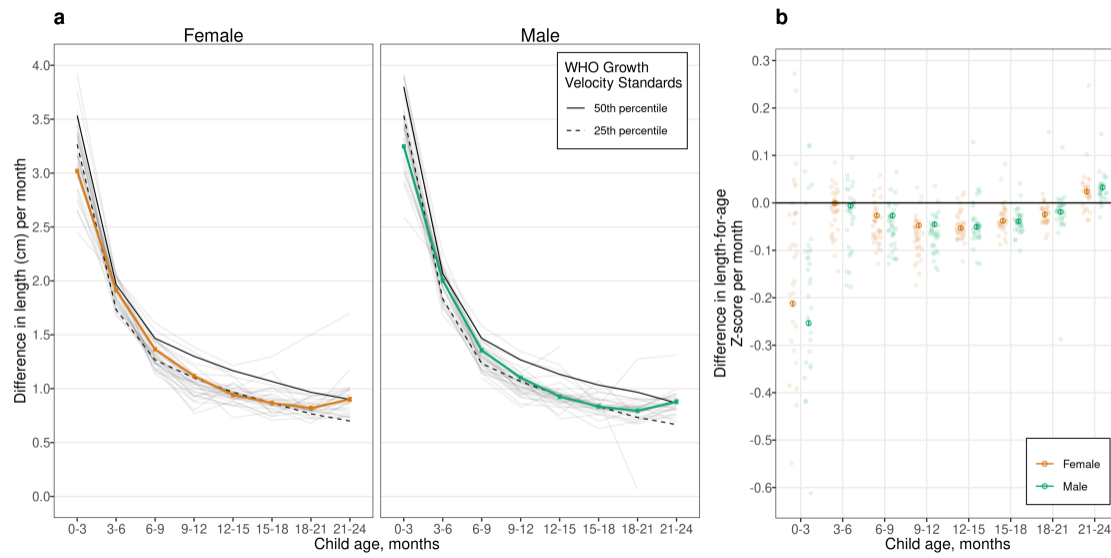 a
Female
Male
Difference in length (cm) per month
4.0
3.5
3.0
2.5
2.0
1.5
1.0
0.5
0.0
WHO Growth
Velocity Standards
50th percentile
25th percentile
0-3 3-6 6-9 9-12 12-15 15-18 18-21 21-24
0-3 3-6 6-9 9-12 12-15 15-18 18-21 21-24
Child age, months
b
Difference in length-for-age
Z-score per month
0.3
0.2
0.1
0.0
-0.1
-0.2
-0.3
-0.4
-0.5
-0.6
Female
Male
0-3 3-6 6-9 9-12 12-15 15-18 18-21 21-24
Child age, months